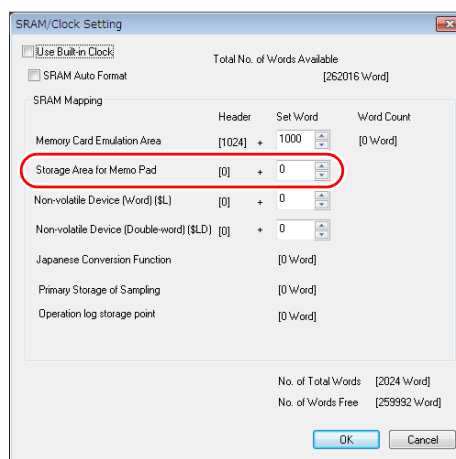 SRAM/Clock Setting
Use Built-in Clock
Total No. of Words Available
SRAM Auto Format [262016 Word]
SRAM Mapping
Header Set Word Word Count
Memory Card Emulation Area [1024] + 1000 [0 Word]
Storage Area for Memo Pad [0] + 0
Non-volatile Device (Word) ($L) [0] + 0
Non-volatile Device (Double-word) ($LD) [0] + 0
Japanese Conversion Function [0 Word]
Primary Storage of Sampling [0 Word]
Operation log storage point [0 Word]
No. of Total Words [2024 Word]
No. of Words Free [259992 Word]
OK Cancel